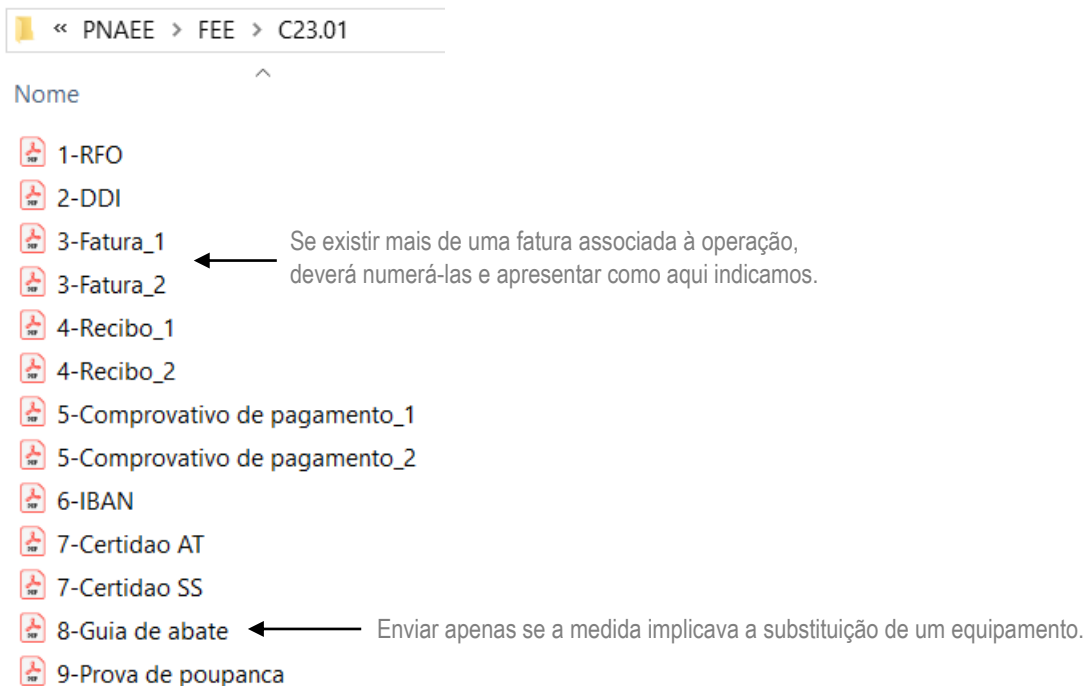 « PNAEE > FEE > C23.01
Nome
1-RFO
2-DDI
3-Fatura_1
Se existir mais de uma fatura associada à operação,
deverá numerá-las e apresentar como aqui indicamos.
3-Fatura_2
4-Recibo_1
4-Recibo_2
5-Comprovativo de pagamento_1
5-Comprovativo de pagamento_2
6-IBAN
7-Certidao AT
7-Certidao SS
8-Guia de abate
Enviar apenas se a medida implicava a substituição de um equipamento.
9-Prova de poupanca